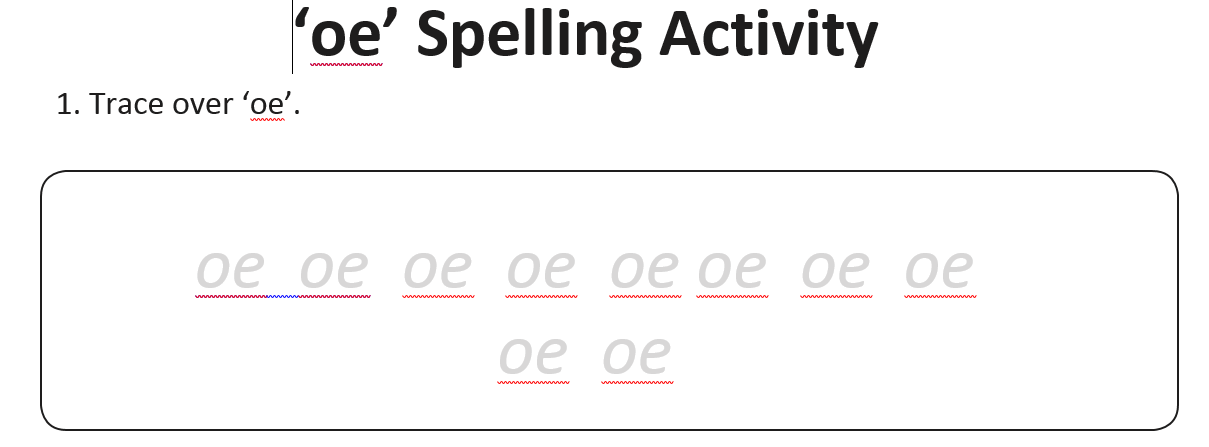 ‘oe’ Spelling Activity
1. Trace over ‘oe’.
oe oe oe oe oe oe oe oe
oe oe